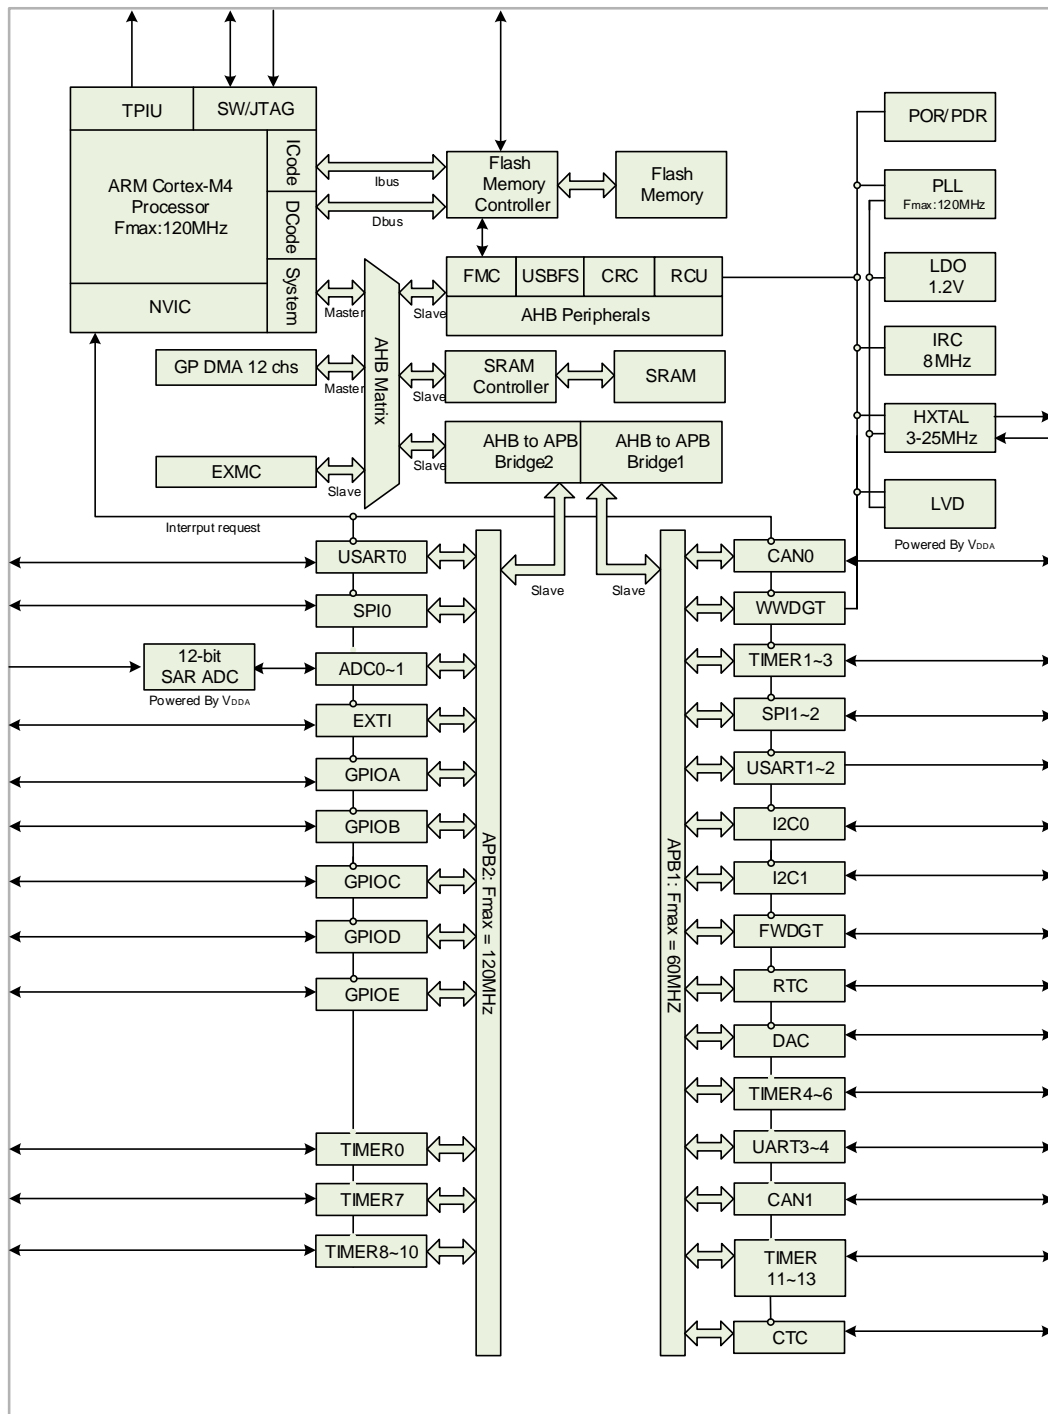 TPIU
SW/JTAG
ARM Cortex-M4
Processor
Fmax:120MHz
ICode
DCode
System
NVIC
Ibus
Dbus
Flash
Memory
Controller
Flash
Memory
FMC
USBFS
CRC
RCU
AHB Peripherals
Master
Slave
AHB Matrix
GP DMA 12 chs
Master
Slave
SRAM
Controller
SRAM
EXMC
Slave
Slave
AHB to APB
Bridge2
AHB to APB
Bridge1
POR/PDR
PLL
Fmax:120MHz
LDO
1.2V
IRC
8MHz
HXTAL
3-25MHz
LVD
Powered By VDDA
Interrput request
Slave
Slave
USART0
SPI0
12-bit
SAR ADC
Powered By VDDA
ADC0~1
EXTI
GPIOA
GPIOB
GPIOC
GPIOD
GPIOE
TIMER0
TIMER7
TIMER8~10
APB2: Fmax = 120MHz
APB1: Fmax = 60MHZ
CAN0
WWDGT
TIMER1~3
SPI1~2
USART1~2
I2C0
I2C1
FWDGT
RTC
DAC
TIMER4~6
UART3~4
CAN1
TIMER
11~13
CTC